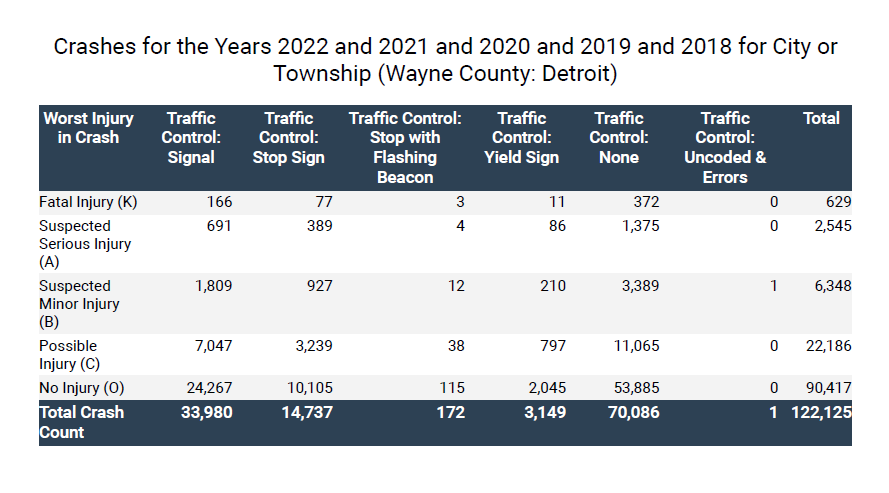 Crashes for the Years 2022 and 2021 and 2020 and 2019 and 2018 for City or
Township (Wayne County: Detroit)
Worst Injury in Crash Traffic Control: Signal Traffic Control: Stop Sign Traffic Control: Stop with Flashing Beacon Traffic Control: Yield Sign Traffic Control: None Traffic Control: Uncoded & Errors Total
Fatal Injury (K) 166 77 3 11 372 0 629
Suspected Serious Injury (A) 691 389 4 86 1,375 0 2,545
Suspected Minor Injury (B) 1,809 927 12 210 3,389 1 6,348
Possible Injury (C) 7,047 3,239 38 797 11,065 0 22,186
No Injury (O) 24,267 10,105 115 2,045 53,885 0 90,417
Total Crash Count 33,980 14,737 172 3,149 70,086 1 122,125